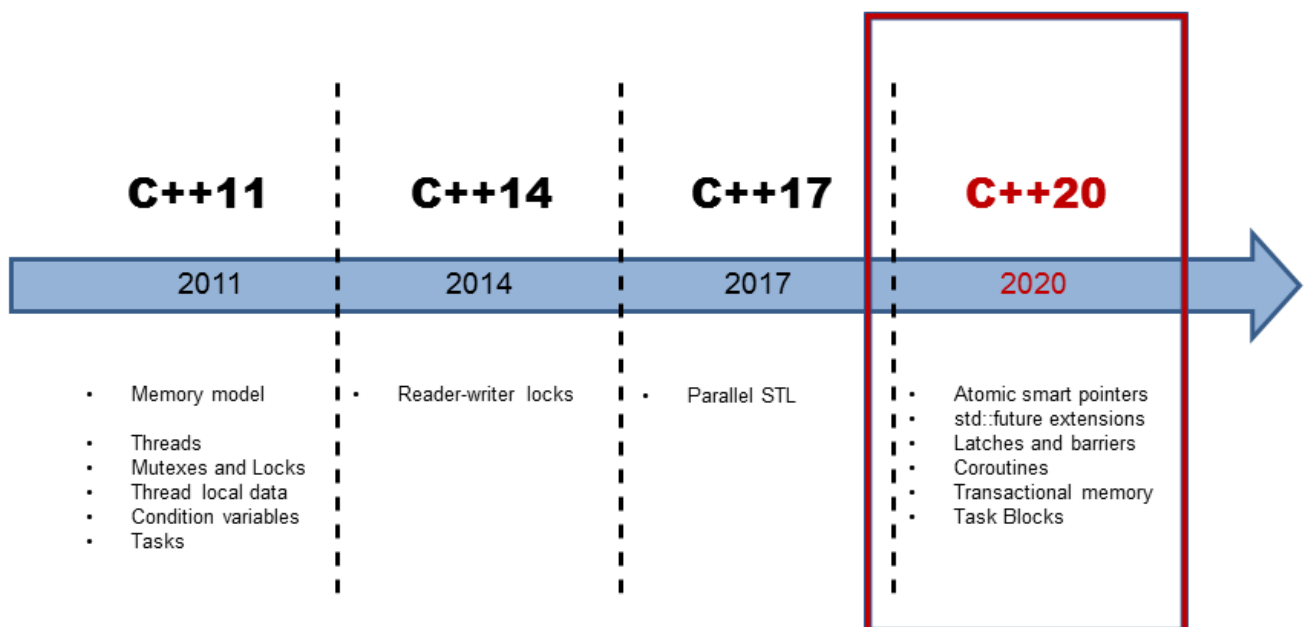 C++11
C++14
C++17
C++20
2011
2014
2017
2020
• Memory model
• Threads
• Mutexes and Locks
• Thread local data
• Condition variables
• Tasks
• Reader-writer locks
• Parallel STL
• Atomic smart pointers
• std::future extensions
• Latches and barriers
• Coroutines
• Transactional memory
• Task Blocks